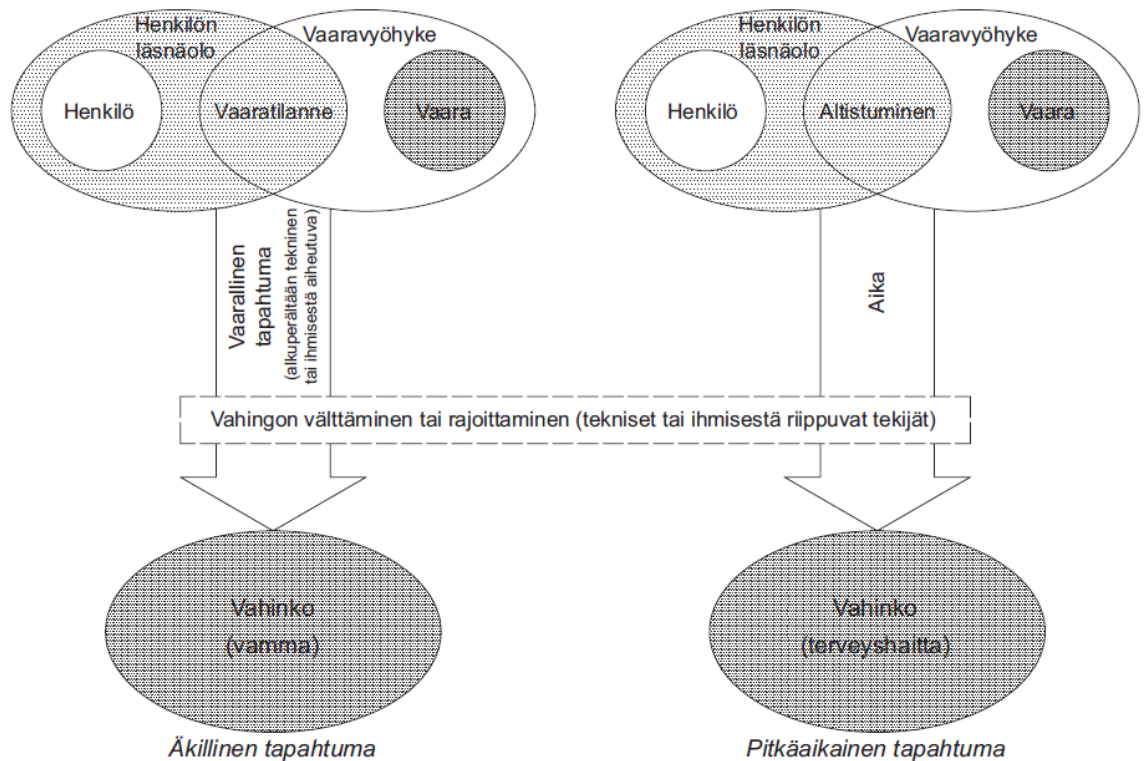 Henkilön
läsnäolo
Vaaravyöhyke
Henkilö
Vaaratilanne
Vaara
Vaarallinen
tapahtuma
(alkuperältään tekninen
tai ihmisestä aiheutuva)
Henkilön
läsnäolo
Vaaravyöhyke
Henkilö
Altistuminen
Vaara
Aika
Vahingon välttäminen tai rajoittaminen (tekniset tai ihmisestä riippuvat tekijät)
Vahinko
(vamma)
Äkillinen tapahtuma
Vahinko
(terveyshaitta)
Pitkäaikainen tapahtuma